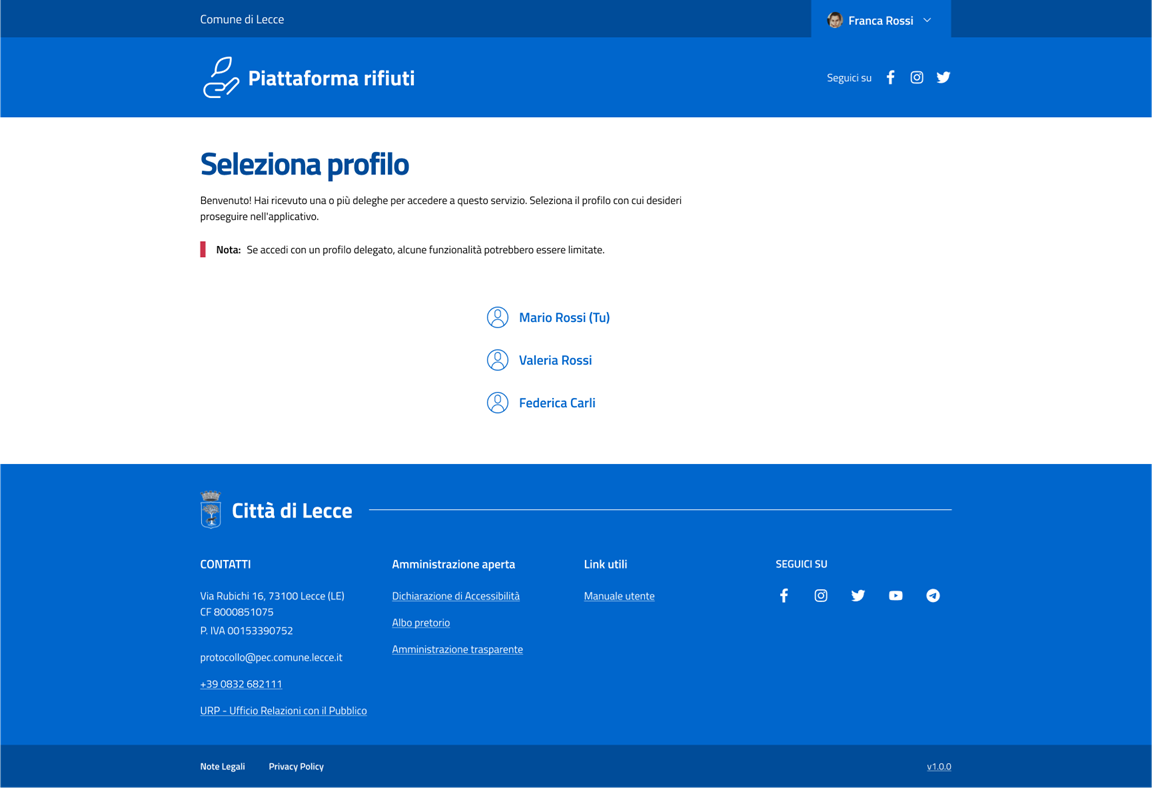 Comune di Lecce
Franca Rossi
Piattaforma rifiuti
Seguici su
Seleziona profilo
Benvenuto! Hai ricevuto una o più deleghe per accedere a questo servizio. Seleziona il profilo con cui desideri
proseguire nell'applicativo.
Nota: Se accedi con un profilo delegato, alcune funzionalità potrebbero essere limitate.
Mario Rossi (Tu)
Valeria Rossi
Federica Carli
Città di Lecce
CONTATTI
Via Rubichi 16, 73100 Lecce (LE)
CF 8000851075
P. IVA 00153390752
protocollo@pec.comune.lecce.it
+39 0832 682111
URP - Ufficio Relazioni con il Pubblico
Amministrazione aperta
Dichiarazione di Accessibilità
Albo pretorio
Amministrazione trasparente
Link utili
Manuale utente
SEGUICI SU
Note Legali
Privacy Policy
v1.0.0